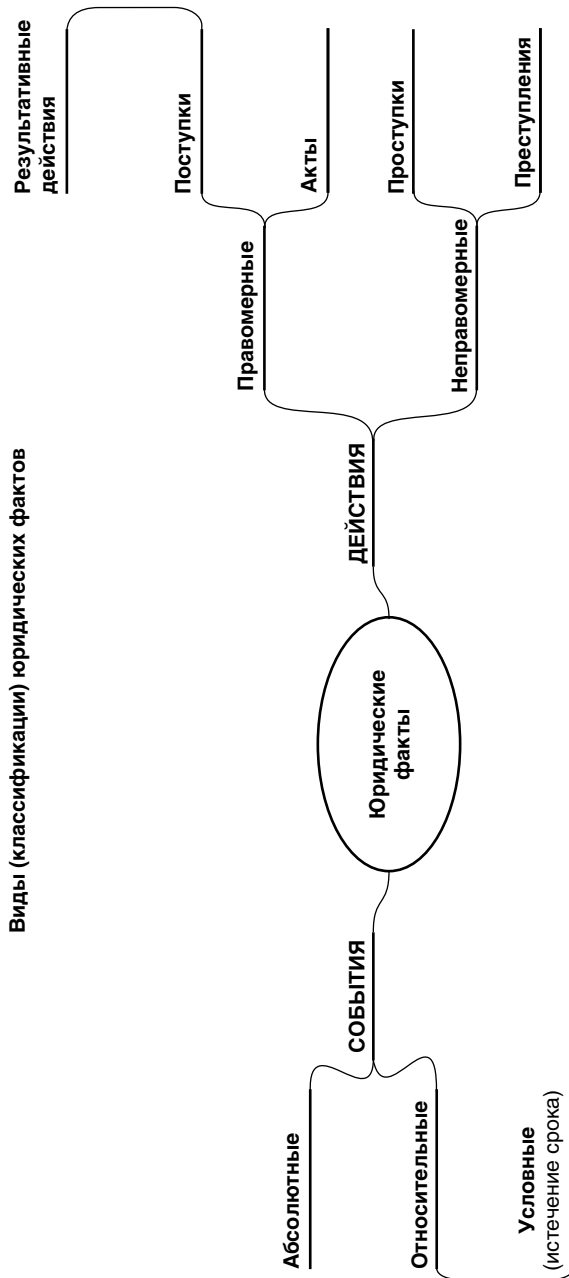 Виды (классификации) юридических фактов
Юридические
факты
СОБЫТИЯ
Абсолютные
Относительные
Условные
(истечение срока)
ДЕЙСТВИЯ
Правомерные
Результативные
действия
Поступки
Акты
Неправомерные
Проступки
Преступления